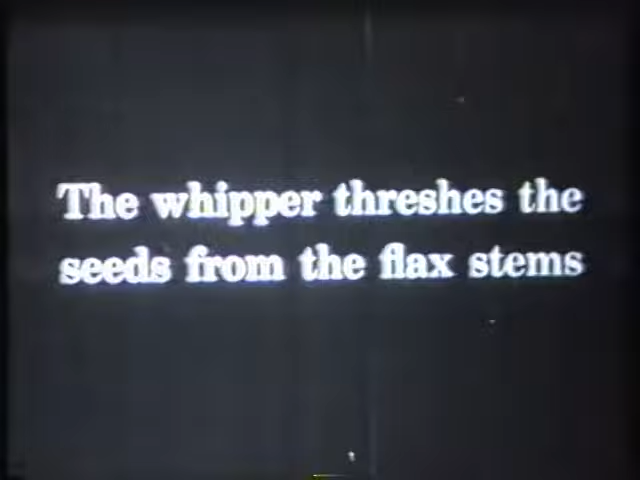 The whipper threshes the
seeds from the flax stems